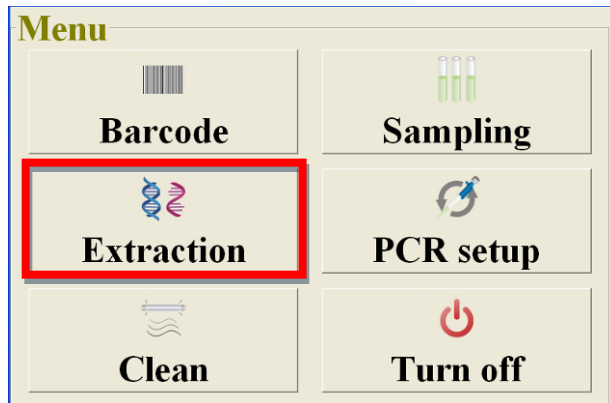 Menu
Barcode
Sampling
Extraction
PCR setup
Clean
Turn off